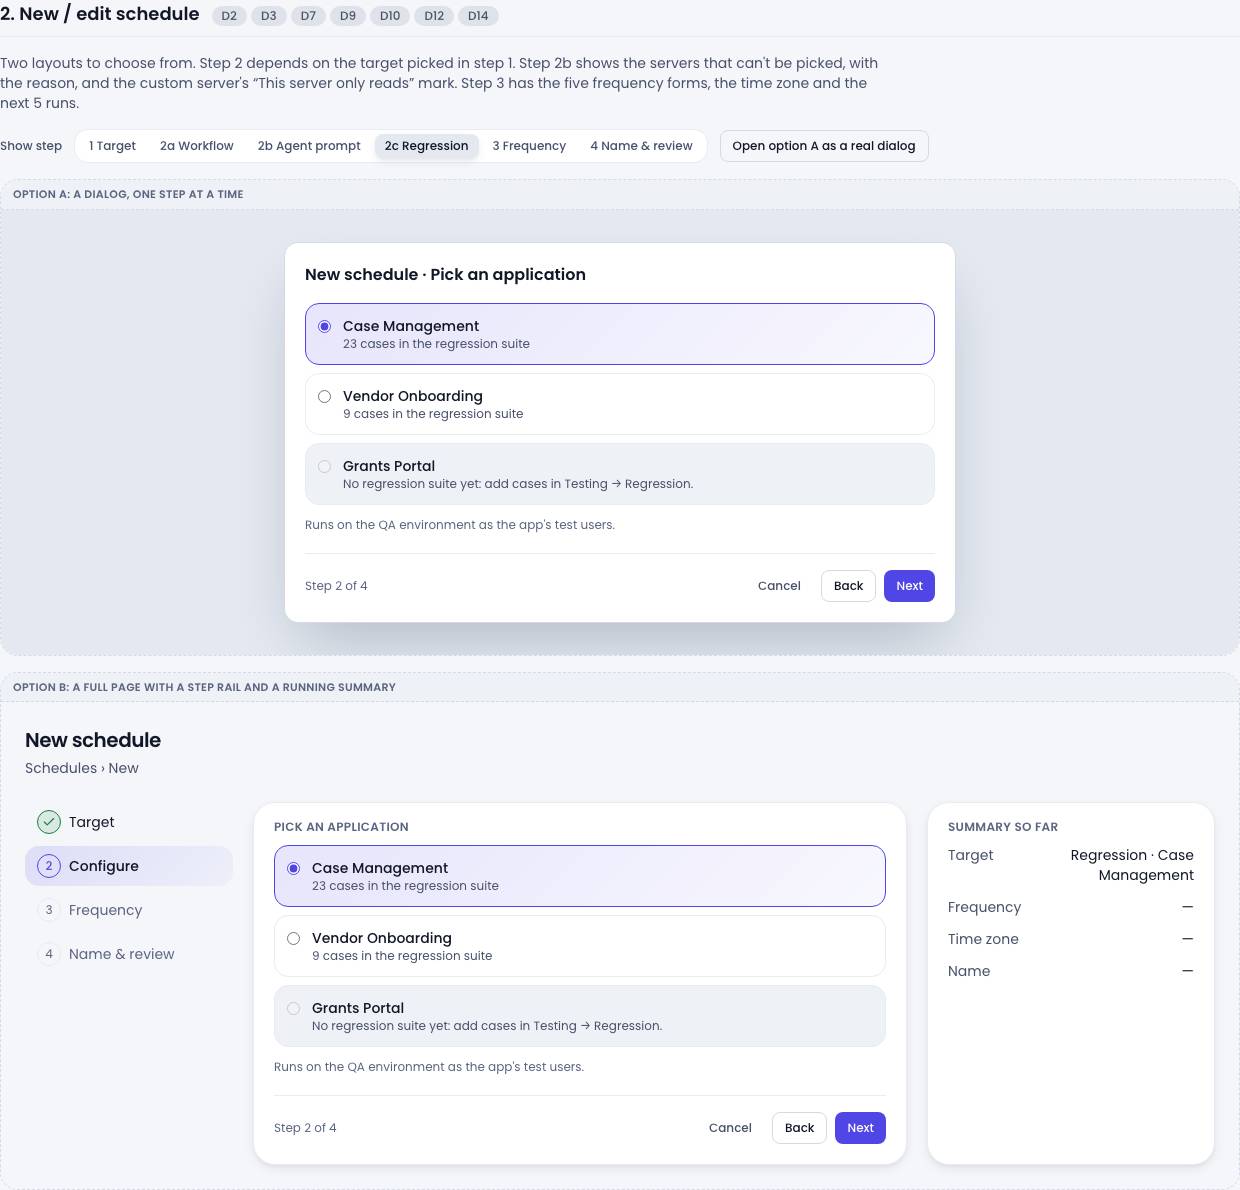 2. New / edit schedule D2 D3 D7 D9 D10 D12 D14
Two layouts to choose from. Step 2 depends on the target picked in step 1. Step 2b shows the servers that can't be picked, with
the reason, and the custom server's “This server only reads” mark. Step 3 has the five frequency forms, the time zone and the
next 5 runs.
Show step 1 Target 2a Workflow 2b Agent prompt 2c Regression 3 Frequency 4 Name & review Open option A as a real dialog
OPTION A: A DIALOG, ONE STEP AT A TIME
New schedule · Pick an application
Case Management
23 cases in the regression suite
Vendor Onboarding
9 cases in the regression suite
Grants Portal
No regression suite yet: add cases in Testing → Regression.
Runs on the QA environment as the app's test users.
Step 2 of 4 Cancel Back Next
OPTION B: A FULL PAGE WITH A STEP RAIL AND A RUNNING SUMMARY
New schedule
Schedules › New
Target
2 Configure
3 Frequency
4 Name & review
PICK AN APPLICATION
Case Management
23 cases in the regression suite
Vendor Onboarding
9 cases in the regression suite
Grants Portal
No regression suite yet: add cases in Testing → Regression.
Runs on the QA environment as the app's test users.
Step 2 of 4 Cancel Back Next
SUMMARY SO FAR
Target Regression · Case
Management
Frequency —
Time zone —
Name —